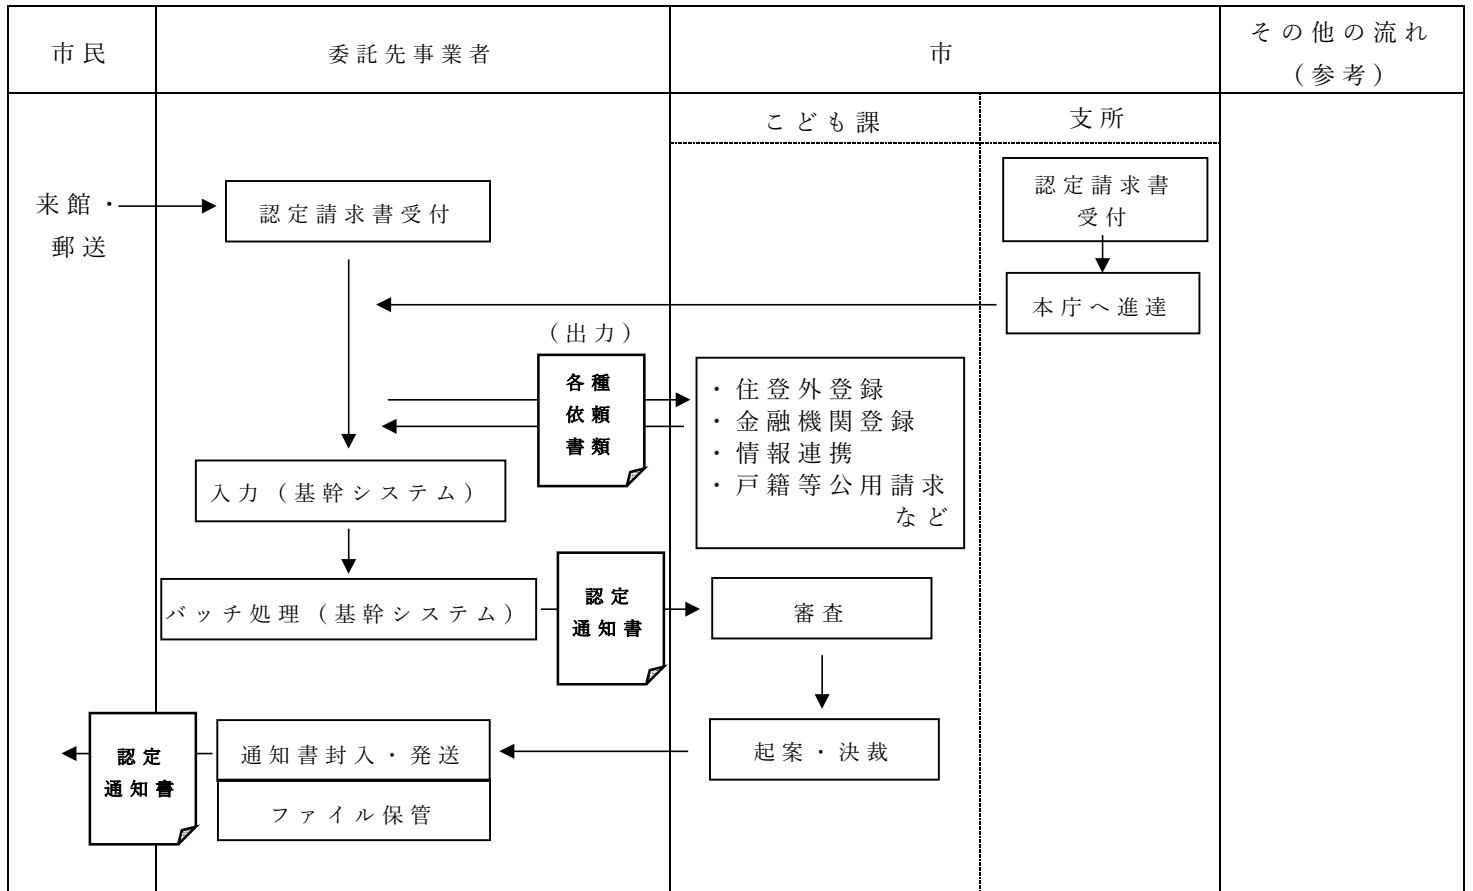 市民
委託先事業者
市
その他の流れ
（参考）
こども課
支所
来館・
郵送
認定請求書受付
認定請求書
受付
本庁へ進達
（出力）
各種
依頼
書類
・住登外登録
・金融機関登録
・情報連携
・戸籍等公用請求
など
入力（基幹システム）
バッチ処理（基幹システム）
認定
通知書
審査
認定
通知書
通知書封入・発送
起案・決裁
ファイル保管